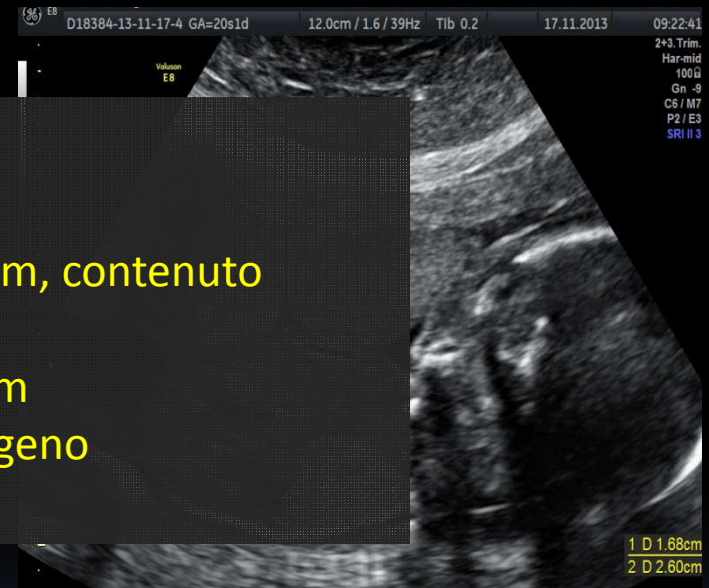 E8
D18384-13-11-17-4 GA=20s1d 12.0cm / 1.6 / 39Hz TIb 0.2 17.11.2013 09:22:41
2+3.Trim.
Har-mid
100
Gn -9
C6 / M7
P2 / E3
SRI II 3
Voluson
E8
m, contenuto
m
geno
1 D 1.68cm
2 D 2.60cm